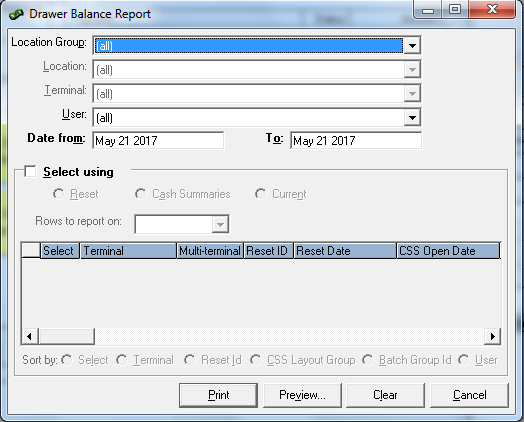 Drawer Balance Report
Location Group: (all)
Location: (all)
Terminal: (all)
User: (all)
Date from: May 21 2017 To: May 21 2017
Select using
Reset Cash Summaries Current
Rows to report on:
Select Terminal Multi-terminal Reset ID Reset Date CSS Open Date
Sort by: Select Terminal Reset Id CSS Layout Group Batch Group Id User
Print Preview... Clear Cancel